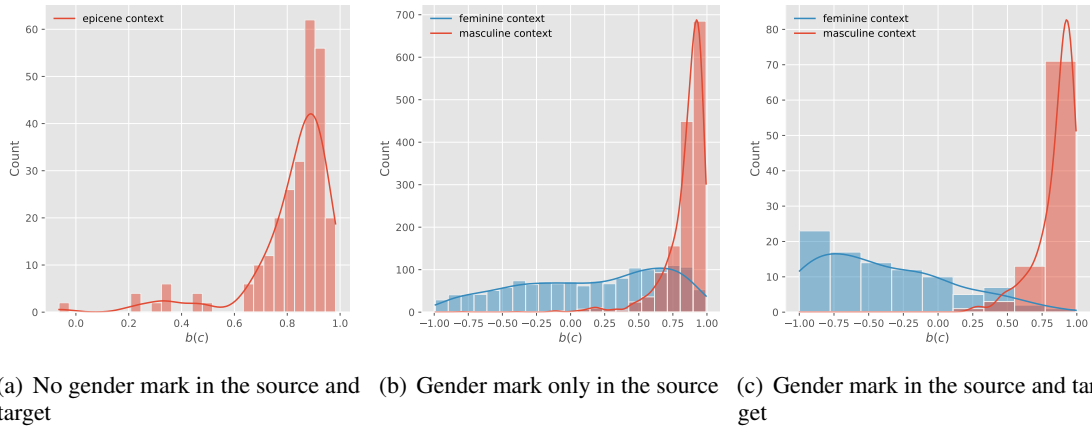 epicene context
60
50
40
30
20
10
0
Count
0.0 0.2 0.4 0.6 0.8 1.0
b(c)
feminine context
masculine context
700
600
500
400
300
200
100
0
Count
−1.00 −0.75 −0.50 −0.25 0.00 0.25 0.50 0.75 1.00
b(c)
feminine context
masculine context
80
70
60
50
40
30
20
10
0
Count
−1.00 −0.75 −0.50 −0.25 0.00 0.25 0.50 0.75 1.00
b(c)
a) No gender mark in the source and
target
(b) Gender mark only in the source
(c) Gender mark in the source and tar
get